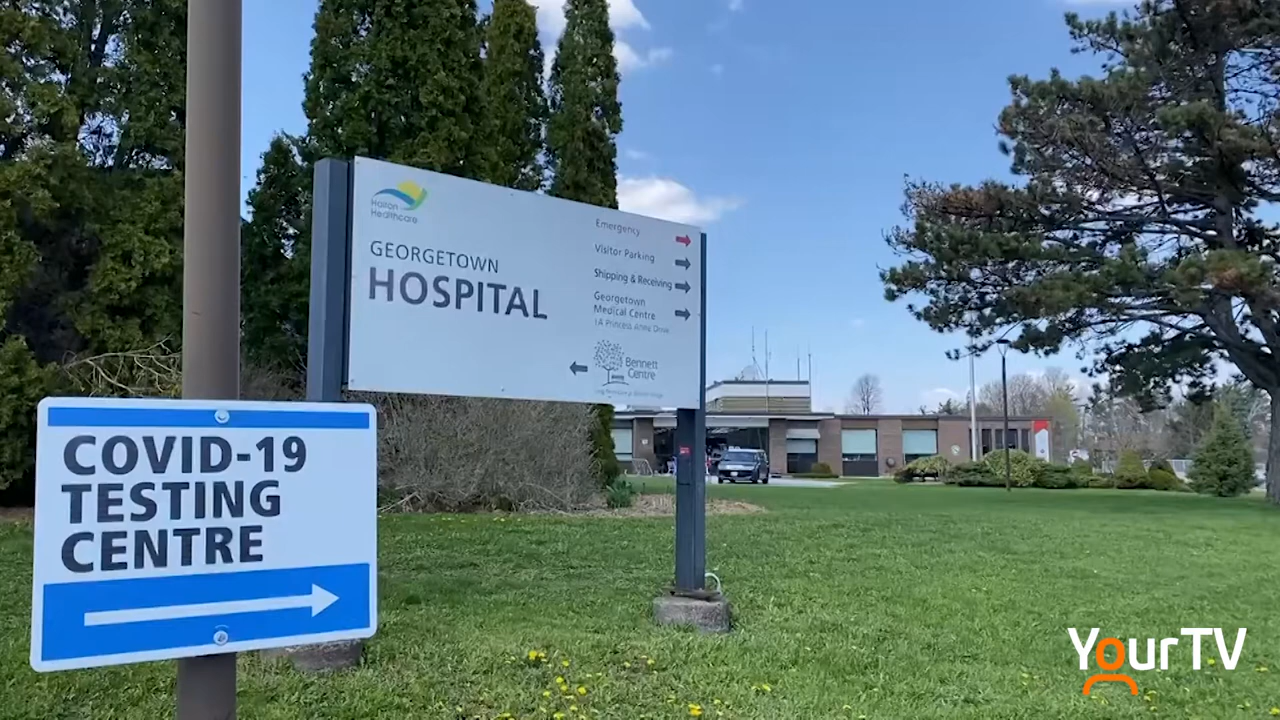 Halton
Healthcare
GEORGETOWN
HOSPITAL
Emergency
Visitor Parking
Shipping & Receiving
Georgetown
Medical Centre
1A Princess Anne Drive
Bennett
Centre
COVID-19
TESTING
CENTRE
YourTV